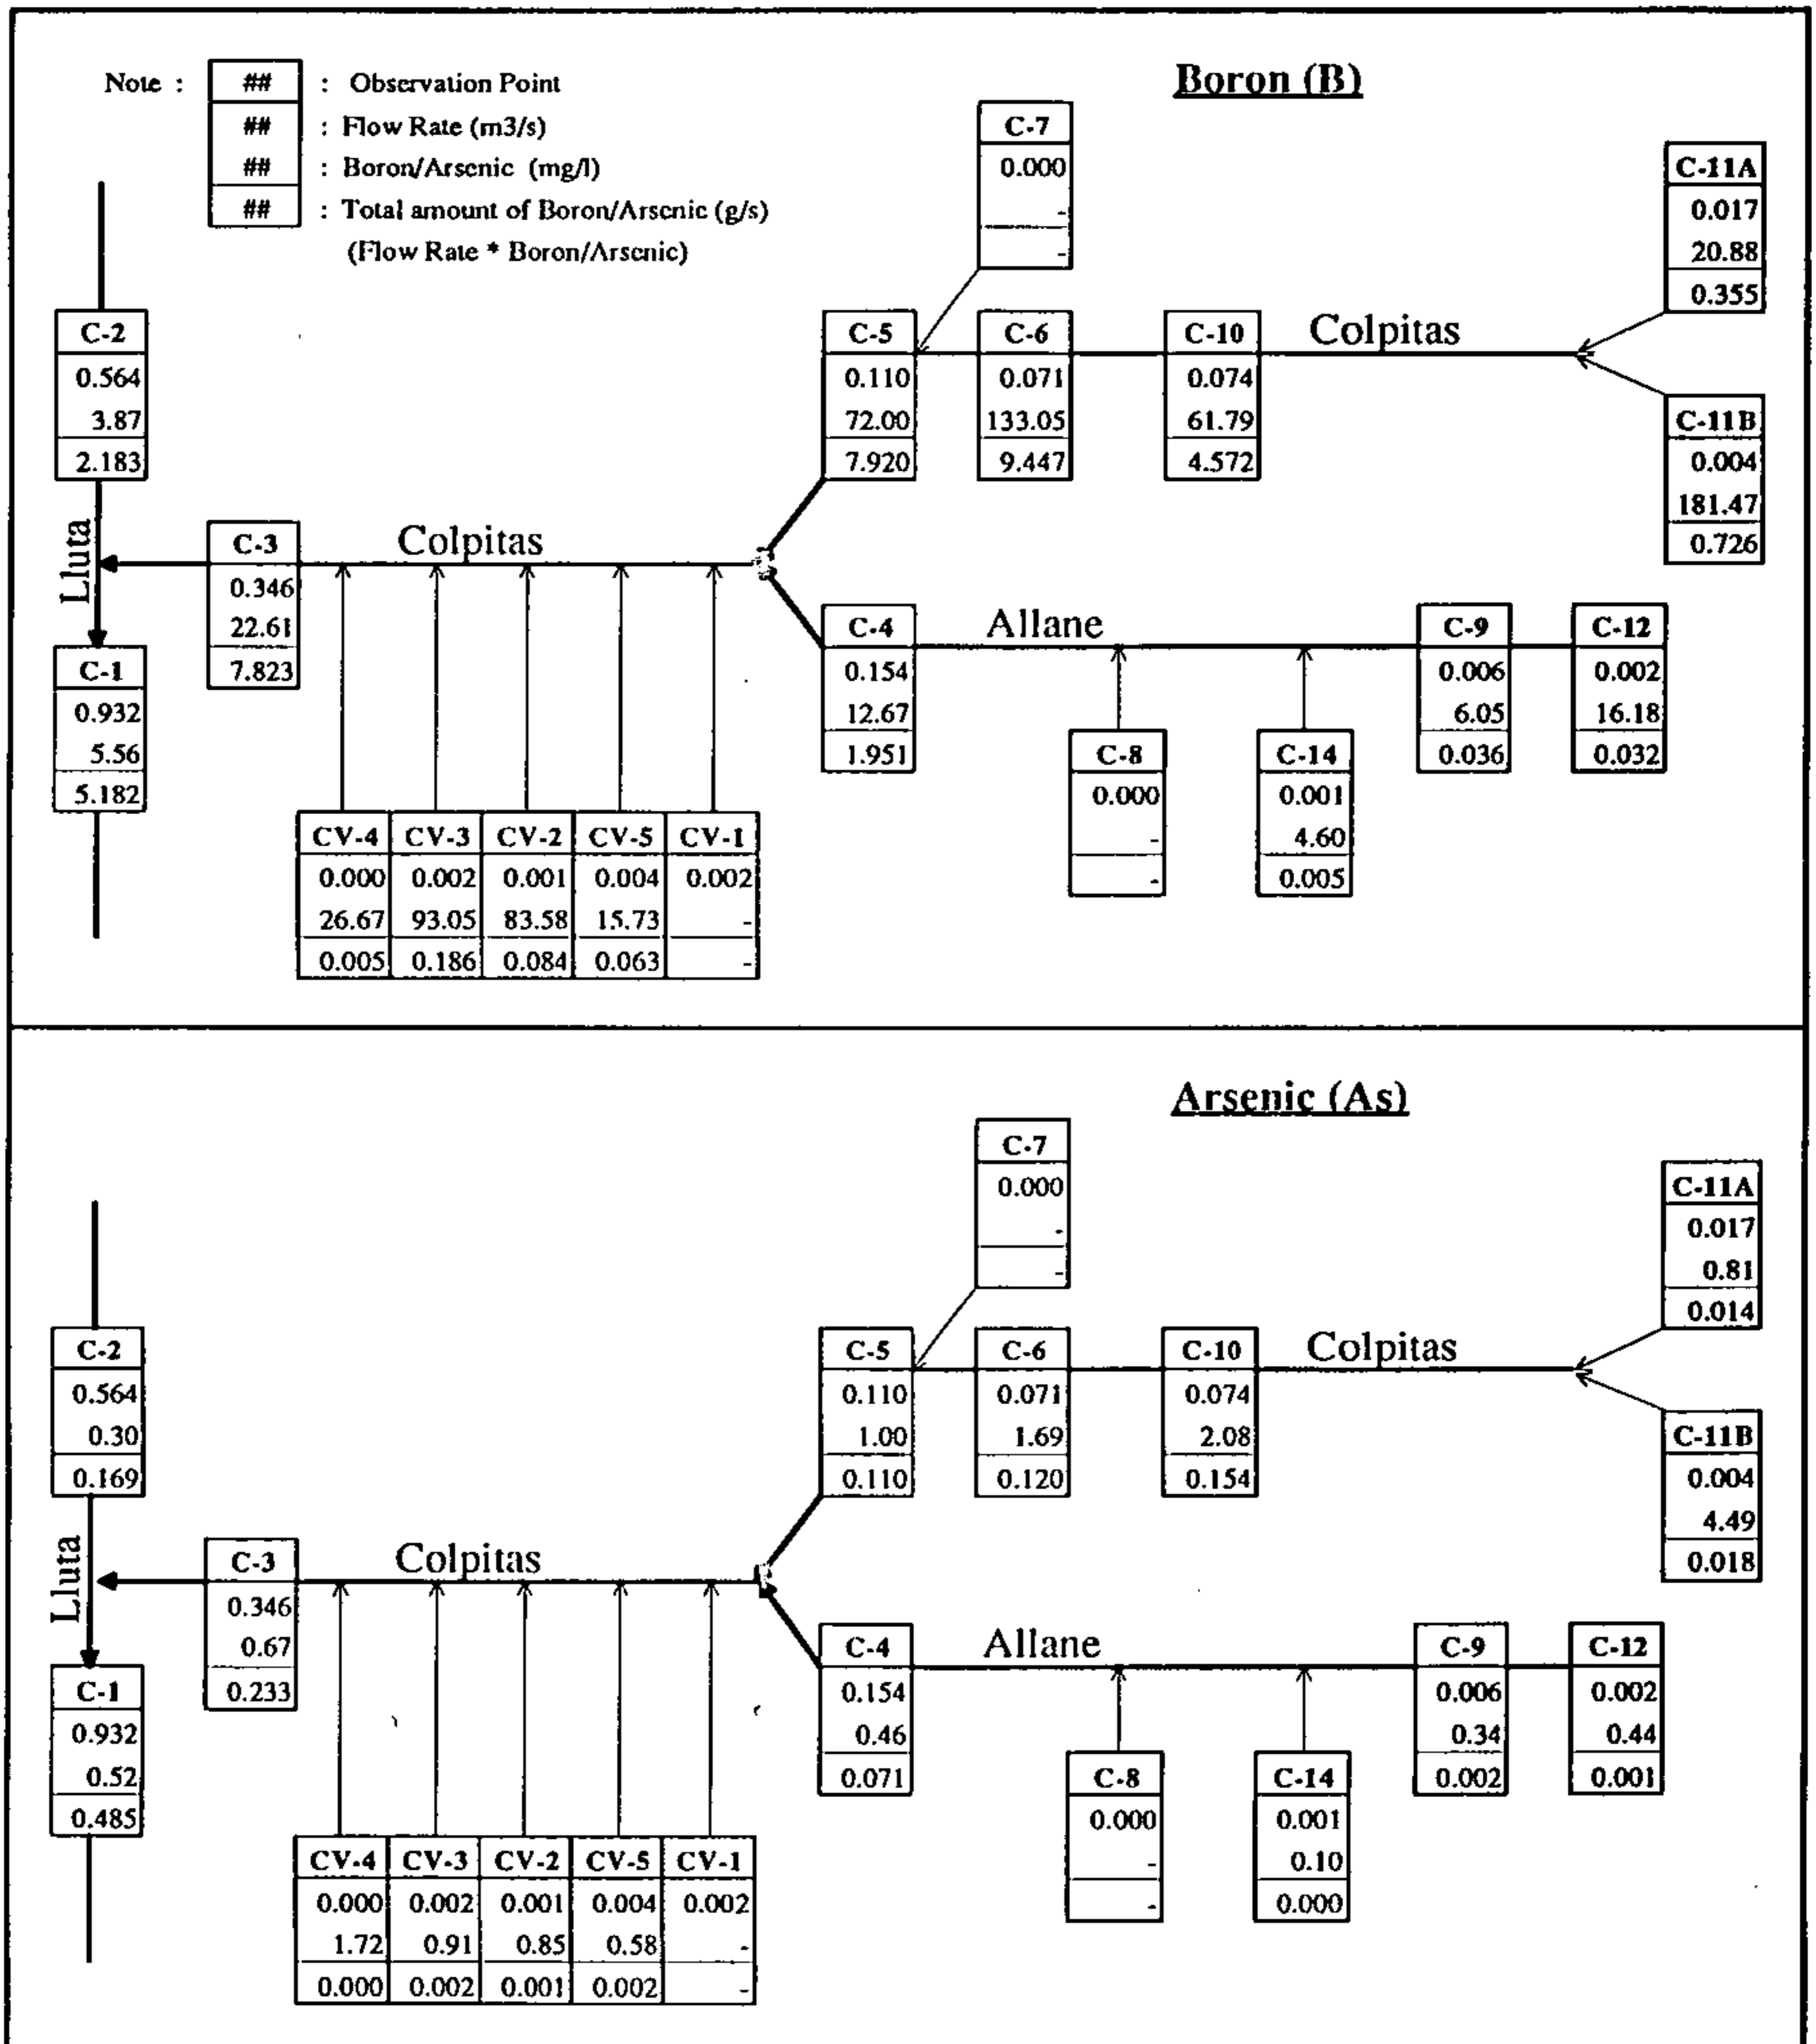 Boron (B)
Note :
## : Observation Point
## : Flow Rate (m3/s)
## : Boron/Arsenic (mg/l)
## : Total amount of Boron/Arsenic (g/s)
(Flow Rate * Boron/Arsenic)
C-7
0.000
-
-
C-11A
0.017
20.88
0.355
C-2
0.564
3.87
2.183
C-5
0.110
72.00
7.920
C-6
0.071
133.05
9.447
C-10
0.074
61.79
4.572
Colpitas
C-11B
0.004
181.47
0.726
Lluta
C-3
0.346
22.61
7.823
Colpitas
C-1
0.932
5.56
5.182
C-4
0.154
12.67
1.951
Allane
C-9
0.006
6.05
0.036
C-12
0.002
16.18
0.032
C-8
0.000
-
-
C-14
0.001
4.60
0.005
CV-4 CV-3 CV-2 CV-5 CV-1
0.000 0.002 0.001 0.004 0.002
26.67 93.05 83.58 15.73 -
0.005 0.186 0.084 0.063 -
Arsenic (As)
C-7
0.000
-
-
C-11A
0.017
0.81
0.014
C-2
0.564
0.30
0.169
C-5
0.110
1.00
0.110
C-6
0.071
1.69
0.120
C-10
0.074
2.08
0.154
Colpitas
C-11B
0.004
4.49
0.018
Lluta
C-3
0.346
0.67
0.233
Colpitas
C-1
0.932
0.52
0.485
C-4
0.154
0.46
0.071
Allane
C-9
0.006
0.34
0.002
C-12
0.002
0.44
0.001
C-8
0.000
-
-
C-14
0.001
0.10
0.000
CV-4 CV-3 CV-2 CV-5 CV-1
0.000 0.002 0.001 0.004 0.002
1.72 0.91 0.85 0.58 -
0.000 0.002 0.001 0.002 -